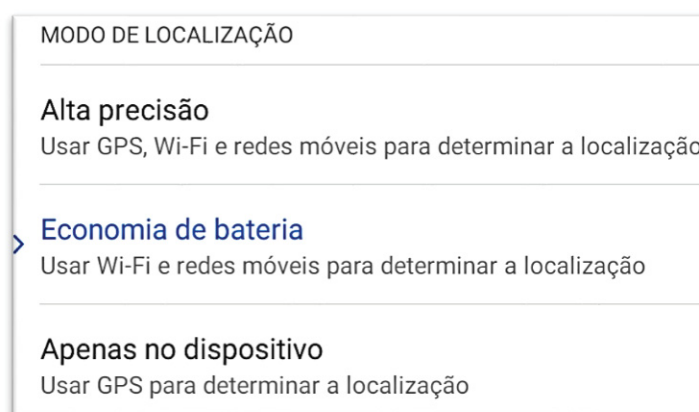 MODO DE LOCALIZAÇÃO
Alta precisão
Usar GPS, Wi-Fi e redes móveis para determinar a localização
Economia de bateria
Usar Wi-Fi e redes móveis para determinar a localização
Apenas no dispositivo
Usar GPS para determinar a localização